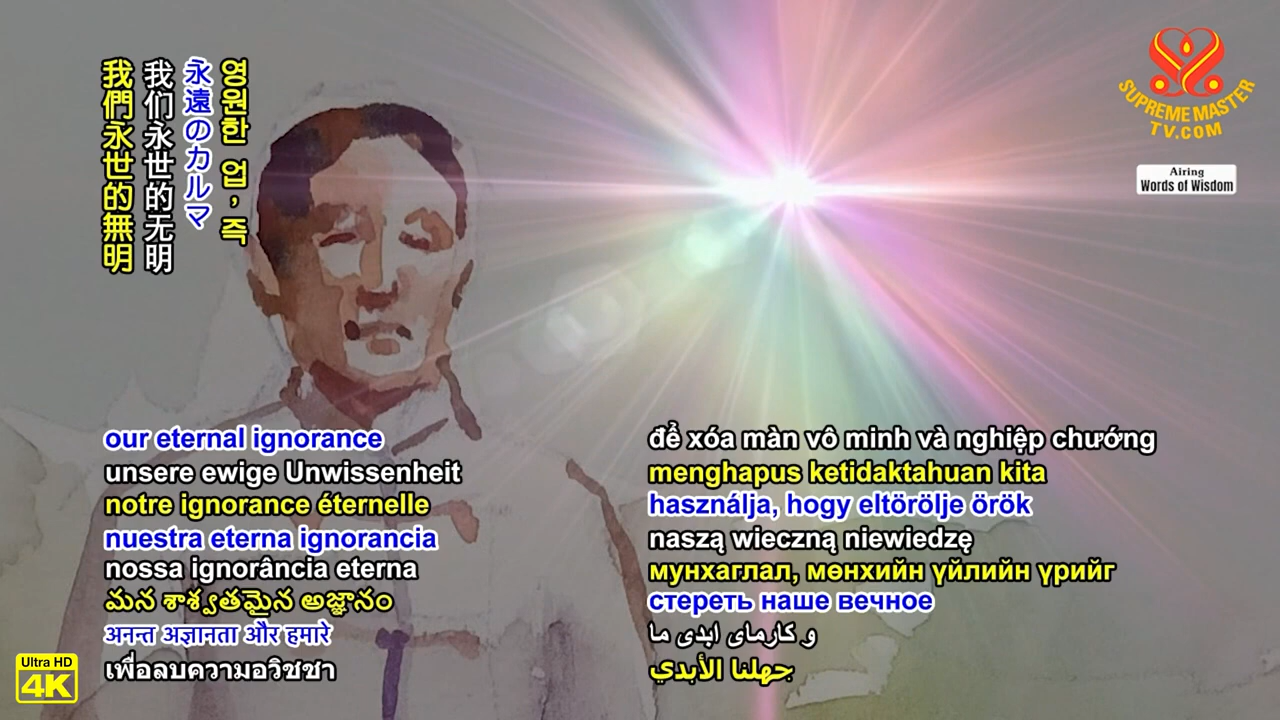 我們永世的無明
我们永世的无明
永遠のカルマ
영원한 업, 즉
SUPREME MASTER
TV.COM
Airing
Words of Wisdom
our eternal ignorance
unsere ewige Unwissenheit
notre ignorance éternelle
nuestra eterna ignorancia
nossa ignorância eterna
మన శాశ్వతమైన అజ్ఞానం
अनन्त अज्ञानता और हमारे
เพื่อลบความอวิชชา
để xóa màn vô minh và nghiệp chướng
menghapus ketidaktahuan kita
használja, hogy eltörölje örök
naszą wieczną niewiedzę
мунхаглал, мөнхийн үйлийн үрийг
стереть наше вечное
و کارمای ابدی ما
جهلنا الأبدي
Ultra HD
4K